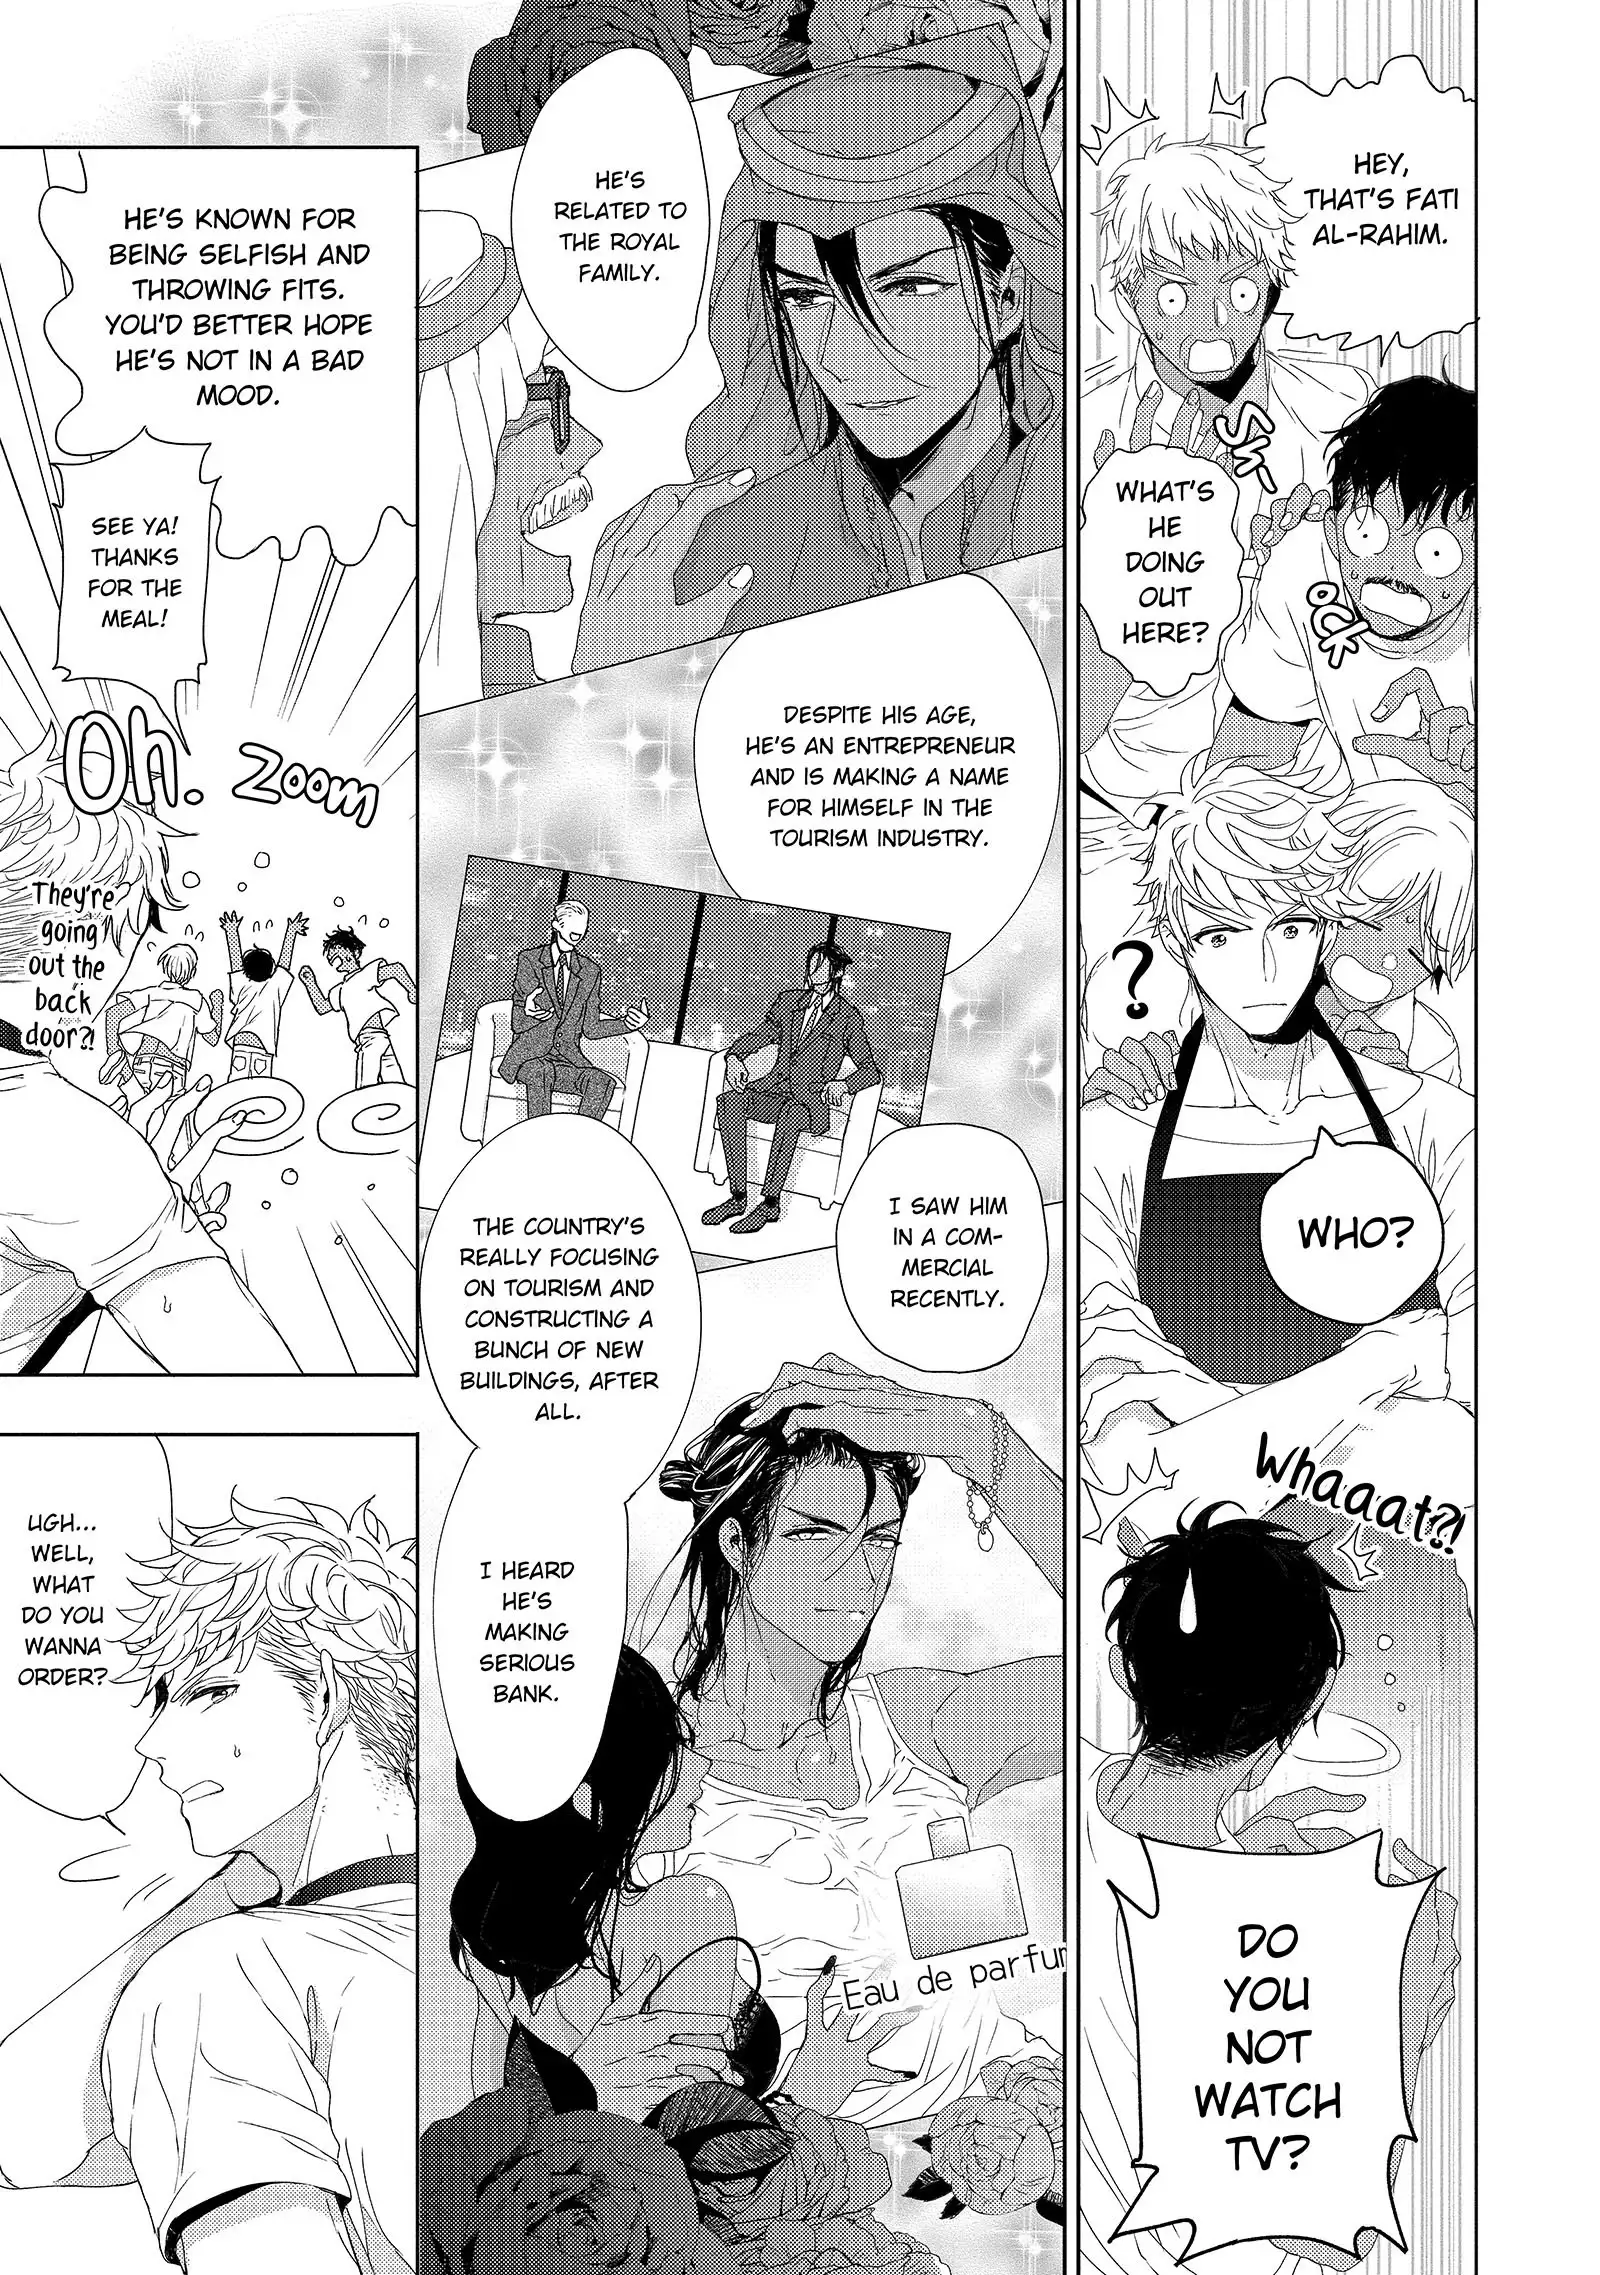 HEY,
THAT'S FATI
AL-RAHIM.
Sh-
ock
WHAT'S
HE
DOING
OUT
HERE?
?
WHO?
Whaaat?!
DO
YOU
NOT
WATCH
TV?
HE'S
RELATED TO
THE ROYAL
FAMILY.
DESPITE HIS AGE,
HE'S AN ENTREPRENEUR
AND IS MAKING A NAME
FOR HIMSELF IN THE
TOURISM INDUSTRY.
I SAW HIM
IN A COM-
MERCIAL
RECENTLY.
THE COUNTRY'S
REALLY FOCUSING
ON TOURISM AND
CONSTRUCTING A
BUNCH OF NEW
BUILDINGS, AFTER
ALL.
I HEARD
HE'S
MAKING
SERIOUS
BANK.
Eau de parfum
HE'S KNOWN FOR
BEING SELFISH AND
THROWING FITS.
YOU'D BETTER HOPE
HE'S NOT IN A BAD
MOOD.
SEE YA!
THANKS
FOR THE
MEAL!
Oh.
ZOOM
They're
going
out the
back
door?!
UGH...
WELL,
WHAT
DO YOU
WANNA
ORDER?